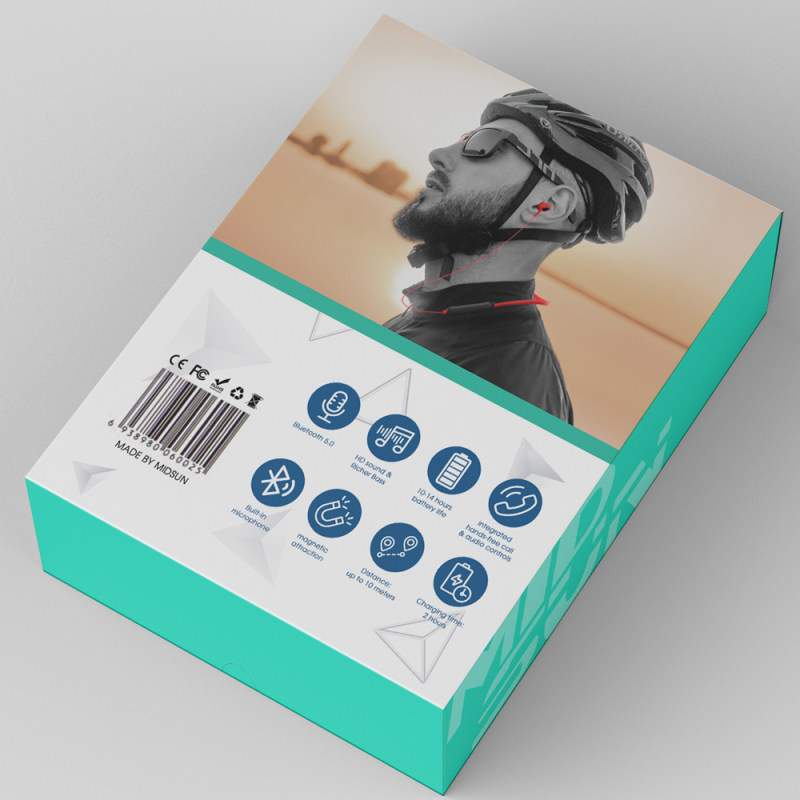 CE FC RoHS
6 938980 060025
MADE BY MIDSUN
Bluetooth 5.0
HD sound &
Richer Bass
10-14 hours
battery life
integrated
hands-free call
& audio controls
Built-in
microphone
magnetic
attraction
Distance:
up to 10 meters
Charging time:
2 hours